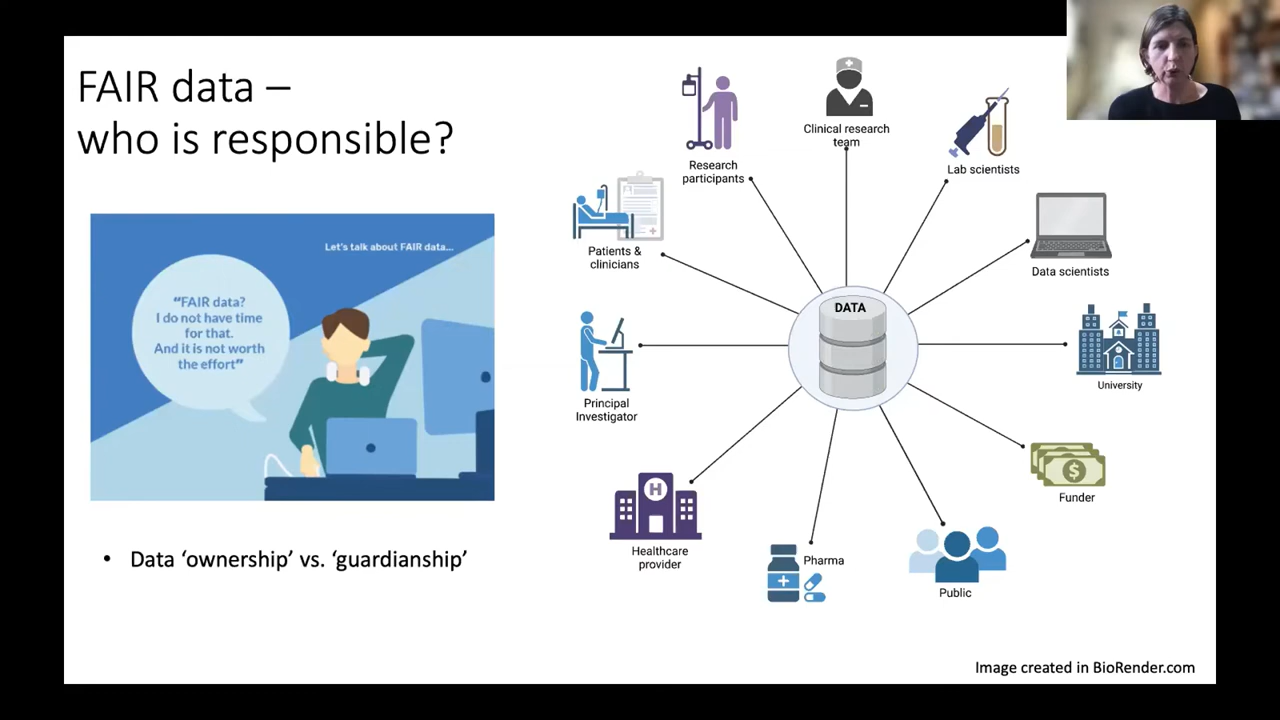 FAIR data –
who is responsible?
Let's talk about FAIR data...
"FAIR data?
I do not have time
for that.
And it is not worth
the effort"
• Data ‘ownership’ vs. ‘guardianship’
Clinical research
team
Research
participants
Lab scientists
Patients &
clinicians
Data scientists
DATA
University
Principal
Investigator
Funder
Healthcare
provider
Pharma
Public
H
$
Image created in BioRender.com